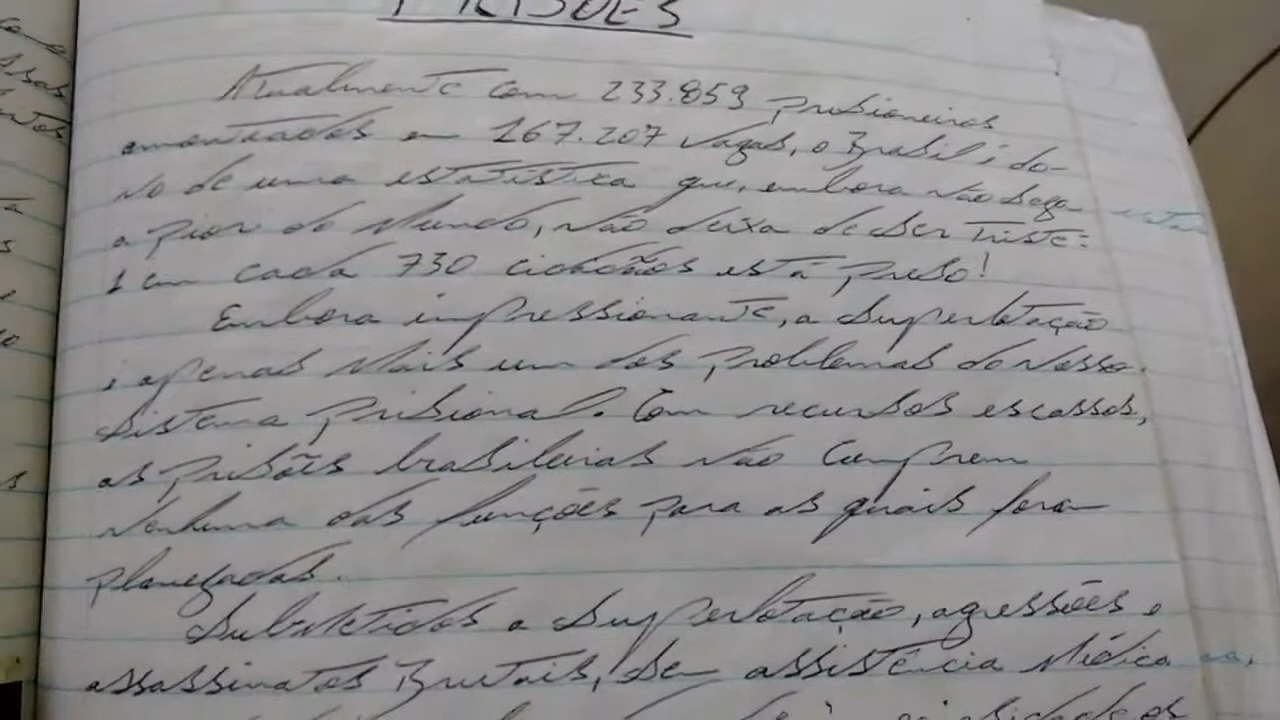 PRISÕES
Atualmente com 233.859 prisioneiros
amontoados em 167.207 vagas, o Brasil é do-
no de uma estatística que, embora não seja
a pior do Mundo, não deixa de ser triste:
1 em cada 730 cidadãos está preso!
Embora impressionante, a superlotação
é apenas mais um dos problemas do nosso
sistema prisional. Com recursos escassos,
as prisões brasileiras não cumprem
nenhuma das funções para as quais foram
planejadas.
Submetidos a superlotação, agressões e
assassinatos Brutais, sem assistência Médica